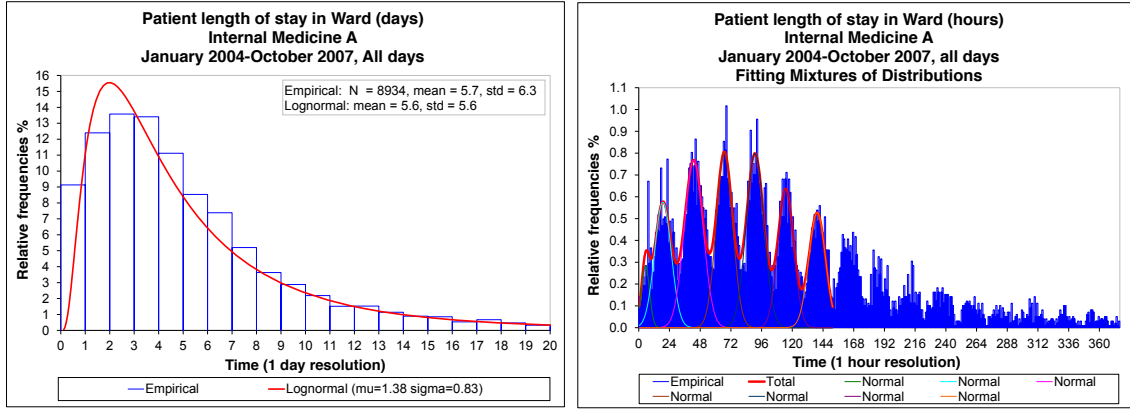 Patient length of stay in Ward (days)
Internal Medicine A
January 2004-October 2007, All days
Empirical: N = 8934, mean = 5.7, std = 6.3
Lognormal: mean = 5.6, std = 5.6
Relative frequencies %
16
15
14
13
12
11
10
9
8
7
6
5
4
3
2
1
0
0 1 2 3 4 5 6 7 8 9 10 11 12 13 14 15 16 17 18 19 20
Time (1 day resolution)
Empirical Lognormal (mu=1.38 sigma=0.83)
Patient length of stay in Ward (hours)
Internal Medicine A
January 2004-October 2007, all days
Fitting Mixtures of Distributions
Relative frequencies %
1.1
1.0
0.9
0.8
0.7
0.6
0.5
0.4
0.3
0.2
0.1
0.0
0 24 48 72 96 120 144 168 192 216 240 264 288 312 336 360
Time (1 hour resolution)
Empirical Total Normal Normal Normal
Normal Normal Normal Normal